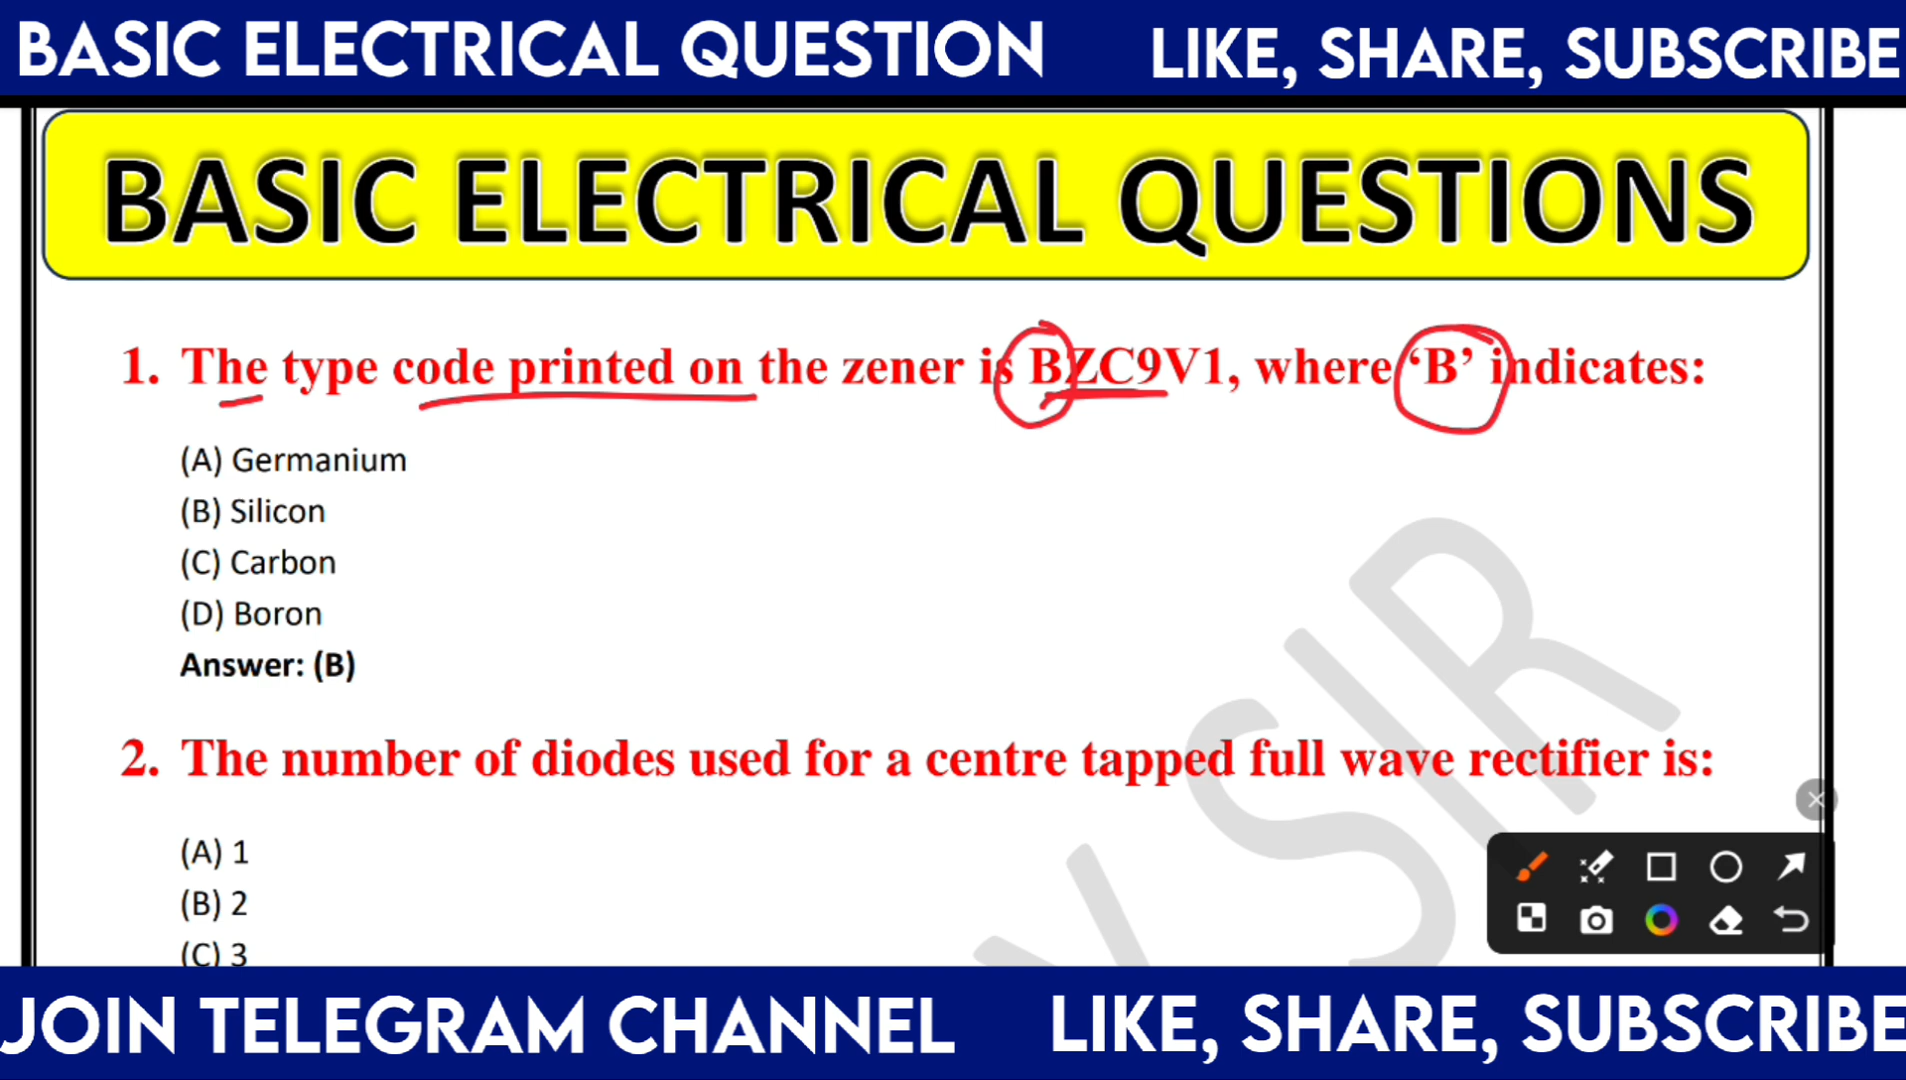 BASIC ELECTRICAL QUESTION LIKE, SHARE, SUBSCRIBE
BASIC ELECTRICAL QUESTIONS
1. The type code printed on the zener is BZC9V1, where ‘B’ indicates:
(A) Germanium
(B) Silicon
(C) Carbon
(D) Boron
Answer: (B)
2. The number of diodes used for a centre tapped full wave rectifier is:
(A) 1
(B) 2
(C) 3
Y SIR
JOIN TELEGRAM CHANNEL LIKE, SHARE, SUBSCRIBE